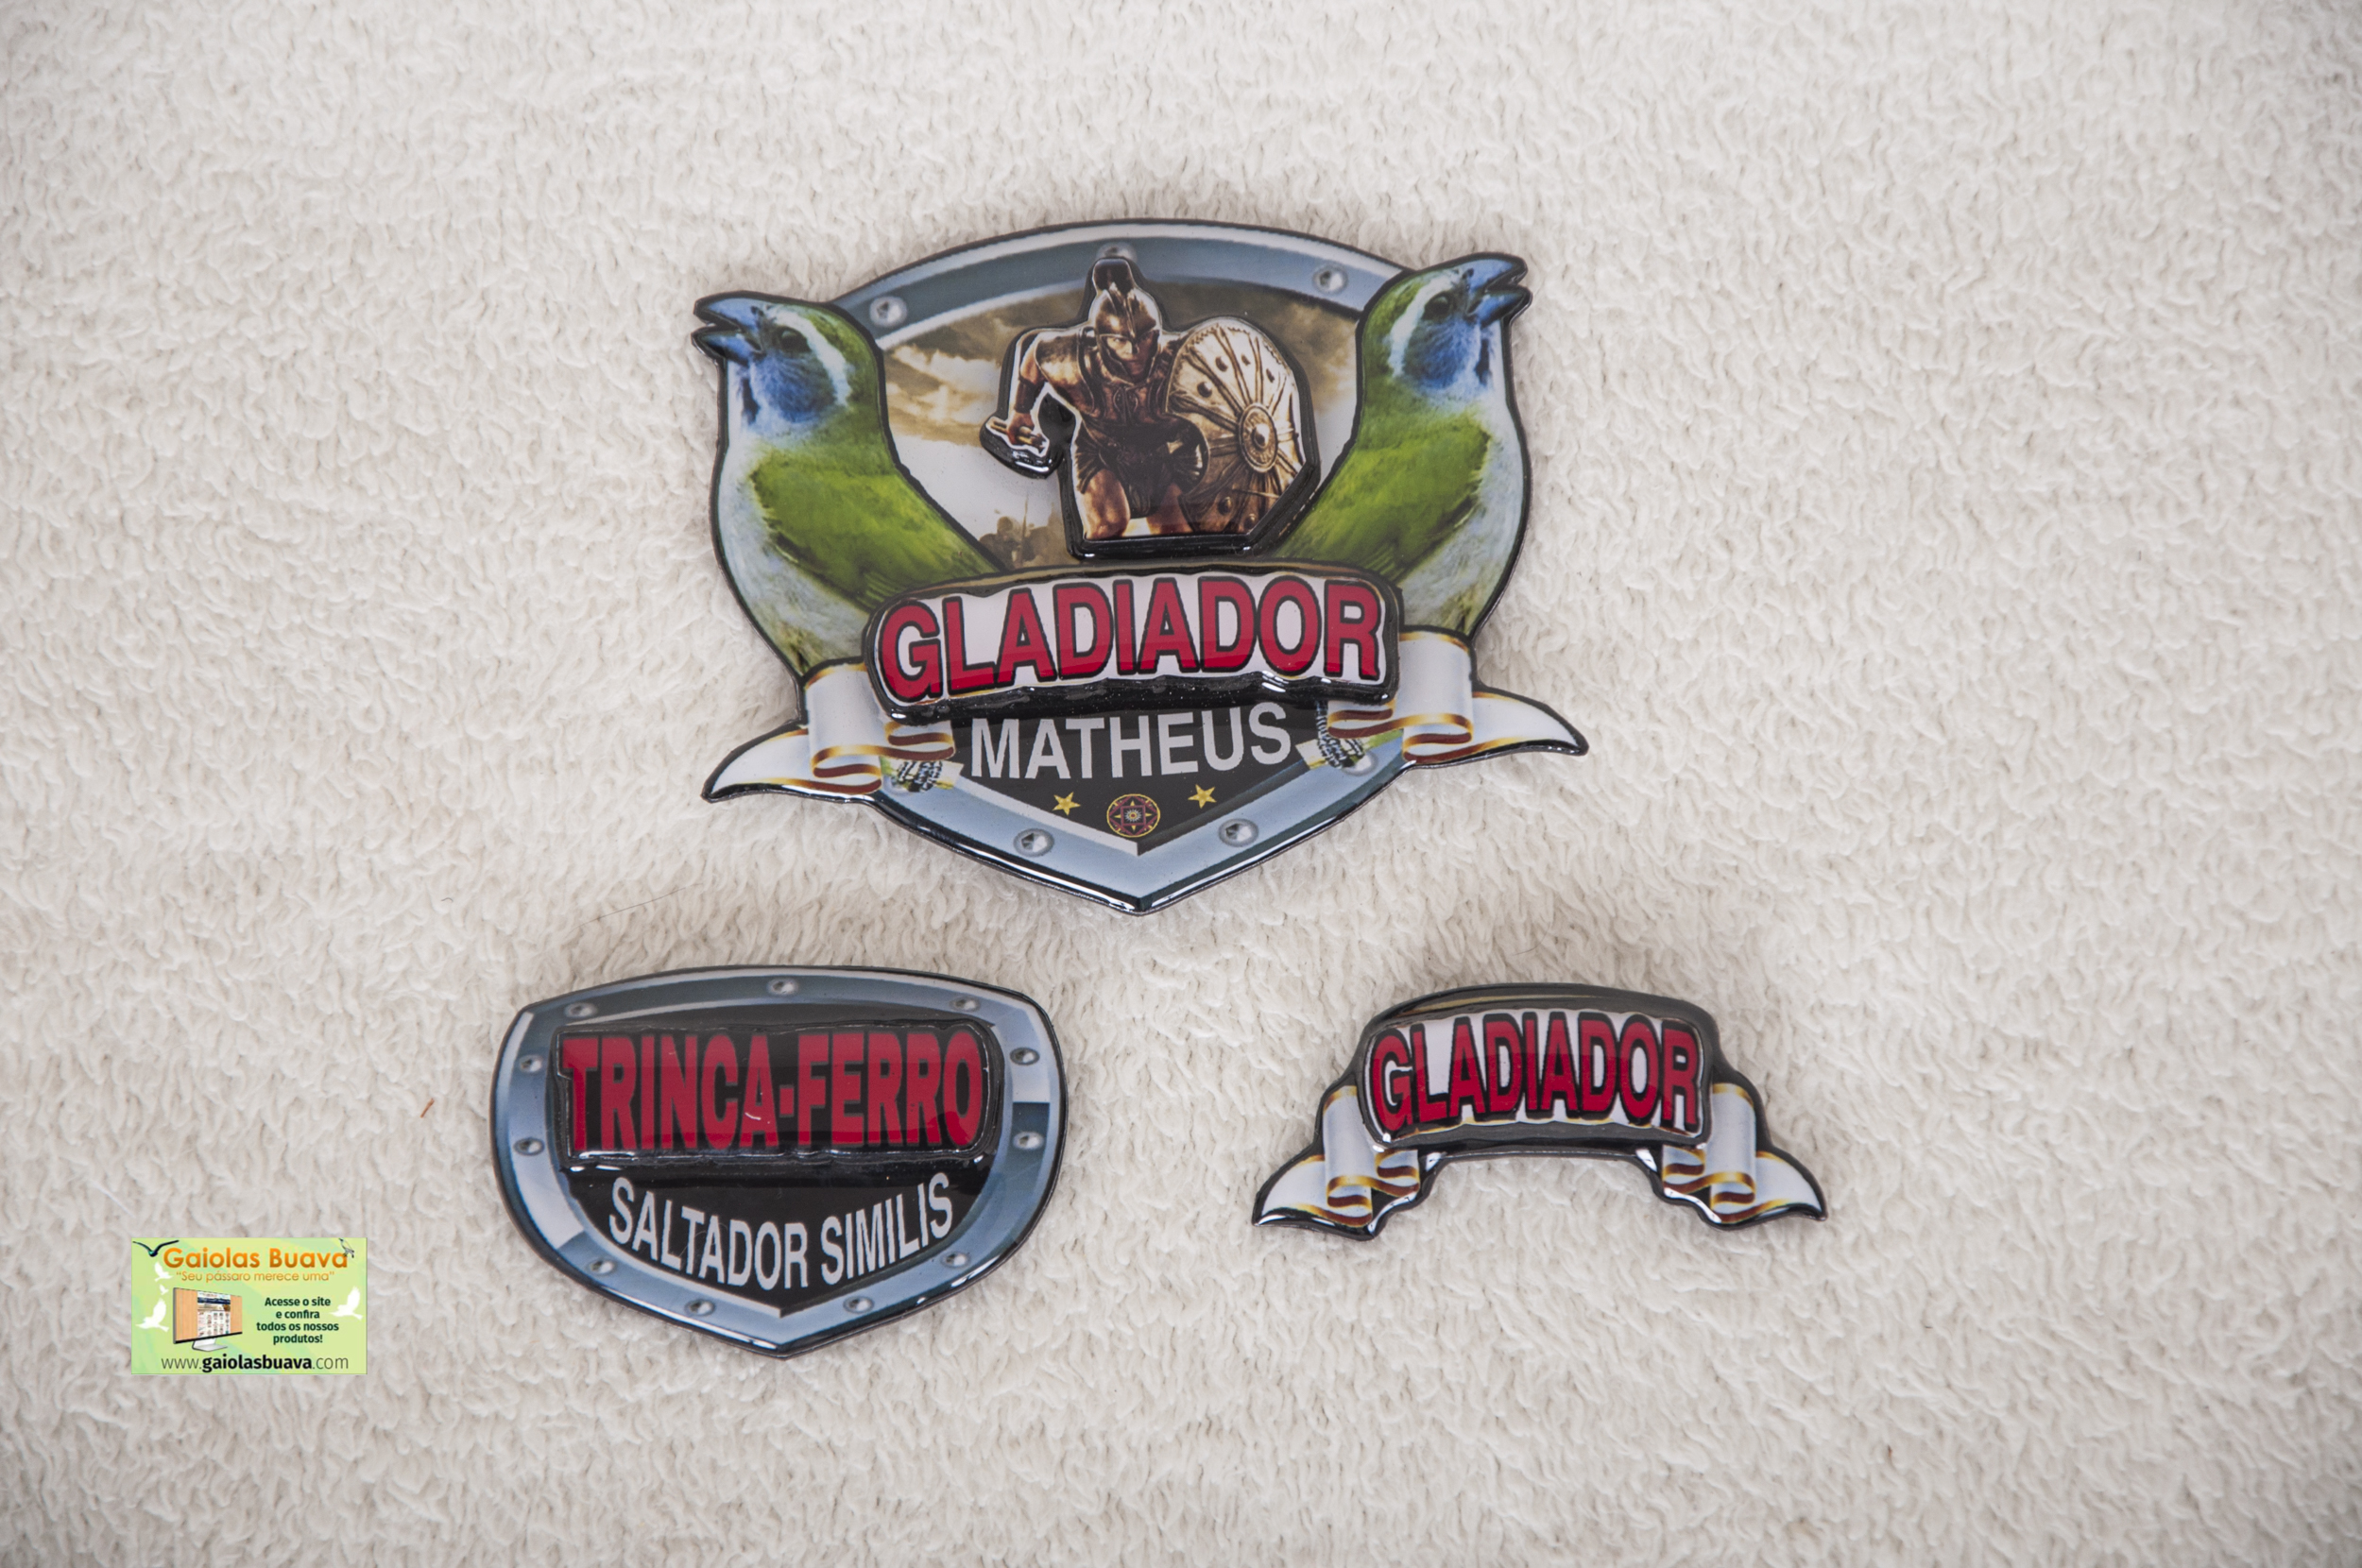 GLADIADOR
MATHEUS
TRINCA-FERRO
SALTADOR SIMILIS
GLADIADOR
Gaiolas Buava
"Seu pássaro merece uma"
Acesse o site
e confira
todos os nossos
produtos!
www.gaiolasbuava.com